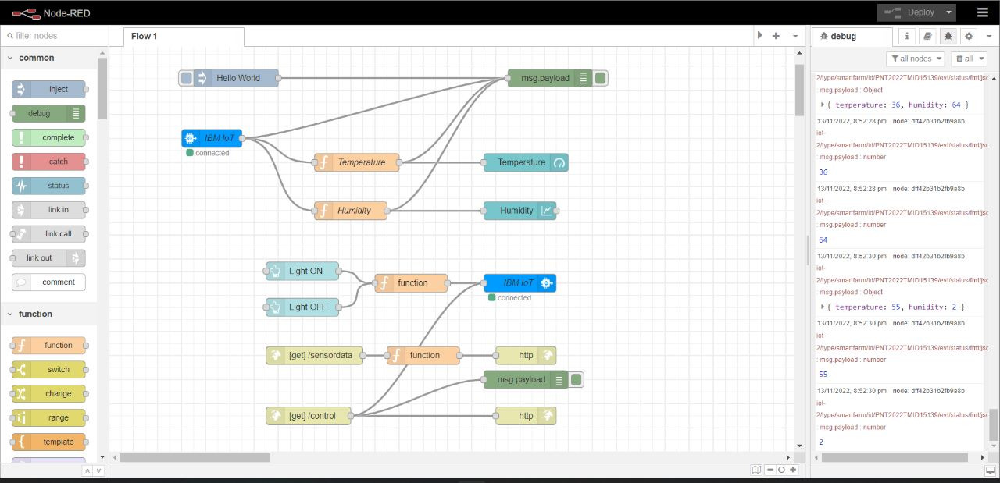 Node-RED
Deploy
filter nodes
common
inject
debug
complete
catch
status
link in
link call
link out
comment
function
function
switch
change
range
template
Flow 1
Hello World
msg.payload
IBM IoT
connected
Temperature
Temperature
Humidity
Humidity
Light ON
function
IBM IoT
connected
Light OFF
[get] /sensordata
function
http
msg.payload
[get] /control
http
debug
all nodes
all
2/type/smartfarm/id/PNT2022TMID15139/evt/status/fmt/jsc
: msg.payload : Object
{ temperature: 36, humidity: 64 }
13/11/2022, 8:52:28 pm node: dff42b31b2fb9a8b
iot-
2/type/smartfarm/id/PNT2022TMID15139/evt/status/fmt/jsc
: msg.payload : number
36
13/11/2022, 8:52:28 pm node: dff42b31b2fb9a8b
iot-
2/type/smartfarm/id/PNT2022TMID15139/evt/status/fmt/jsc
: msg.payload : number
64
13/11/2022, 8:52:30 pm node: dff42b31b2fb9a8b
iot-
2/type/smartfarm/id/PNT2022TMID15139/evt/status/fmt/jsc
: msg.payload : Object
{ temperature: 55, humidity: 2 }
13/11/2022, 8:52:30 pm node: dff42b31b2fb9a8b
iot-
2/type/smartfarm/id/PNT2022TMID15139/evt/status/fmt/jsc
: msg.payload : number
55
13/11/2022, 8:52:30 pm node: dff42b31b2fb9a8b
iot-
2/type/smartfarm/id/PNT2022TMID15139/evt/status/fmt/jsc
: msg.payload : number
2